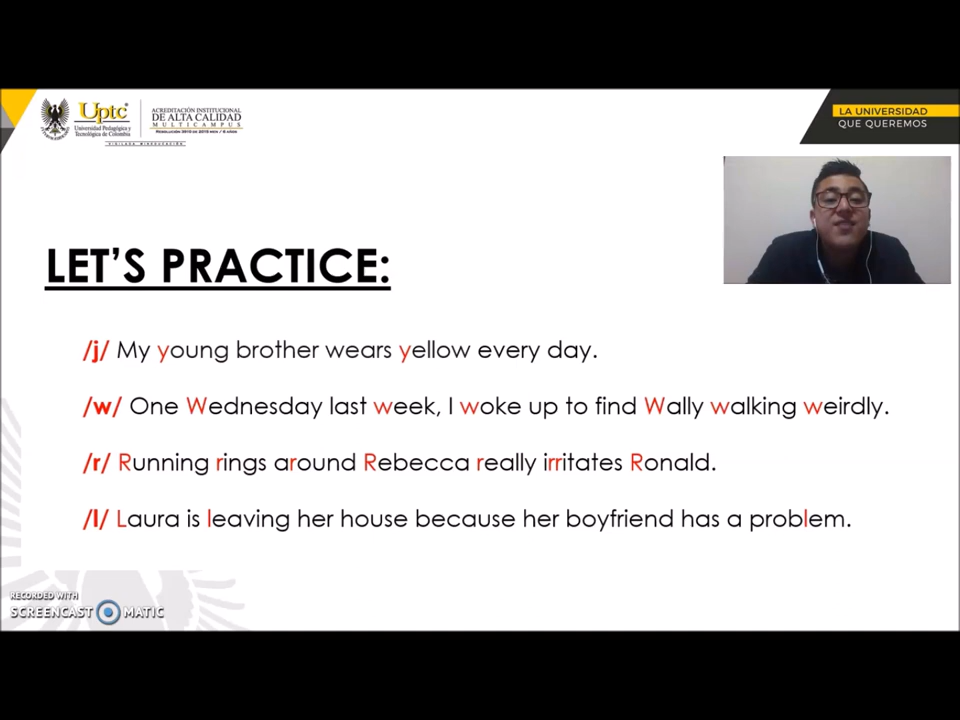 Uptc®
Universidad Pedagógica y
Tecnológica de Colombia
VIGILADA MINEDUCACIÓN
ACREDITACIÓN INSTITUCIONAL
DE ALTA CALIDAD
MULTICAMPUS
LA UNIVERSIDAD
QUE QUEREMOS
LET’S PRACTICE:
/j/ My young brother wears yellow every day.
/w/ One Wednesday last week, I woke up to find Wally walking weirdly.
/r/ Running rings around Rebecca really irritates Ronald.
/l/ Laura is leaving her house because her boyfriend has a problem.
RECORDED WITH
SCREENCAST MATIC